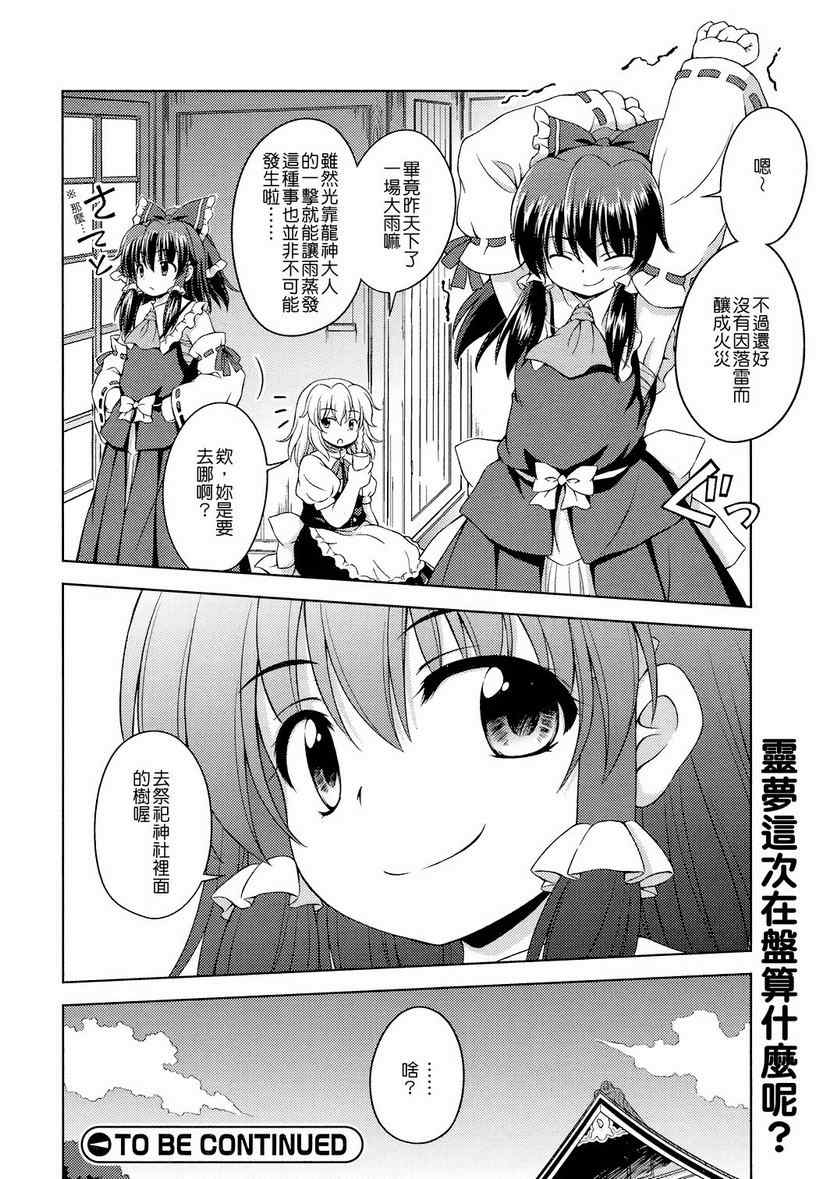 嗯~
不過還好
沒有因落雷而
釀成火災
ぐっ
畢竟昨天下了
一場大雨嘛
雖然光靠龍神大人
的一擊就能讓雨蒸發
這種事也並非不可能
發生啦……
さてと
※那麼…
欸，妳是要
去哪啊？
去祭祀神社裡面
的樹喔
……
啥？
靈夢這次在盤算什麼呢？
TO BE CONTINUED